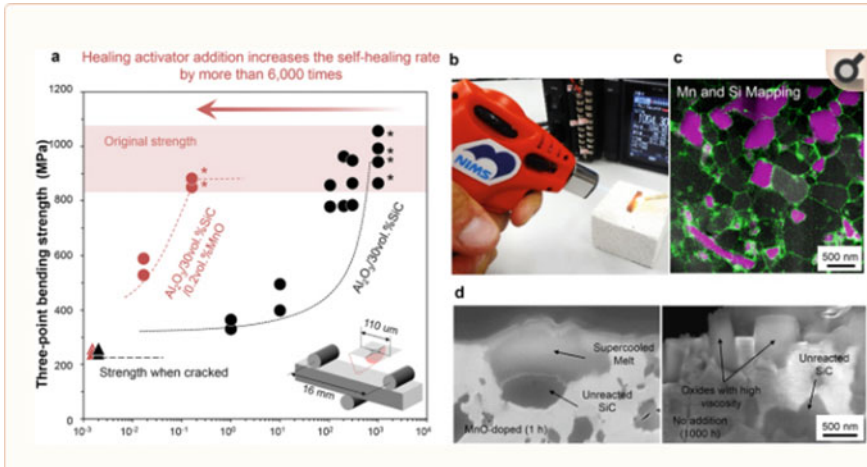 a
Healing activator addition increases the self-healing rate
by more than 6,000 times
Three-point bending strength (MPa)
1200
1000
800
600
400
200
0
Original strength
*
*
*
*
*
*
Al₂O₃/30vol.%SiC
/0.2vol.%MnO
Al₂O₃/30vol.%SiC
Strength when cracked
110 um
16 mm
10⁻³
10⁻²
10⁻¹
10⁰
10¹
10²
10³
10⁴
b
NIMS
c
Mn and Si Mapping
500 nm
d
Supercooled
Melt
Unreacted
SiC
MnO-doped (1 h)
Oxides with high
viscosity
Unreacted
SiC
No addition
(1000 h)
500 nm